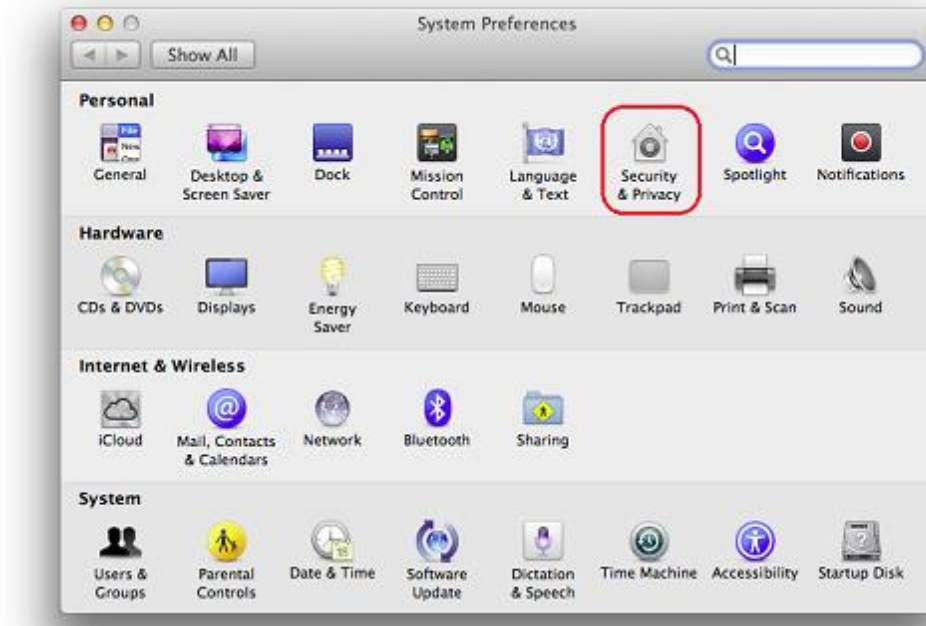 System Preferences
Show All
Personal
General
Desktop &
Screen Saver
Dock
Mission
Control
Language
& Text
Security
& Privacy
Spotlight
Notifications
Hardware
CDs & DVDs
Displays
Energy
Saver
Keyboard
Mouse
Trackpad
Print & Scan
Sound
Internet & Wireless
iCloud
Mail, Contacts
& Calendars
Network
Bluetooth
Sharing
System
Users &
Groups
Parental
Controls
Date & Time
Software
Update
Dictation
& Speech
Time Machine
Accessibility
Startup Disk